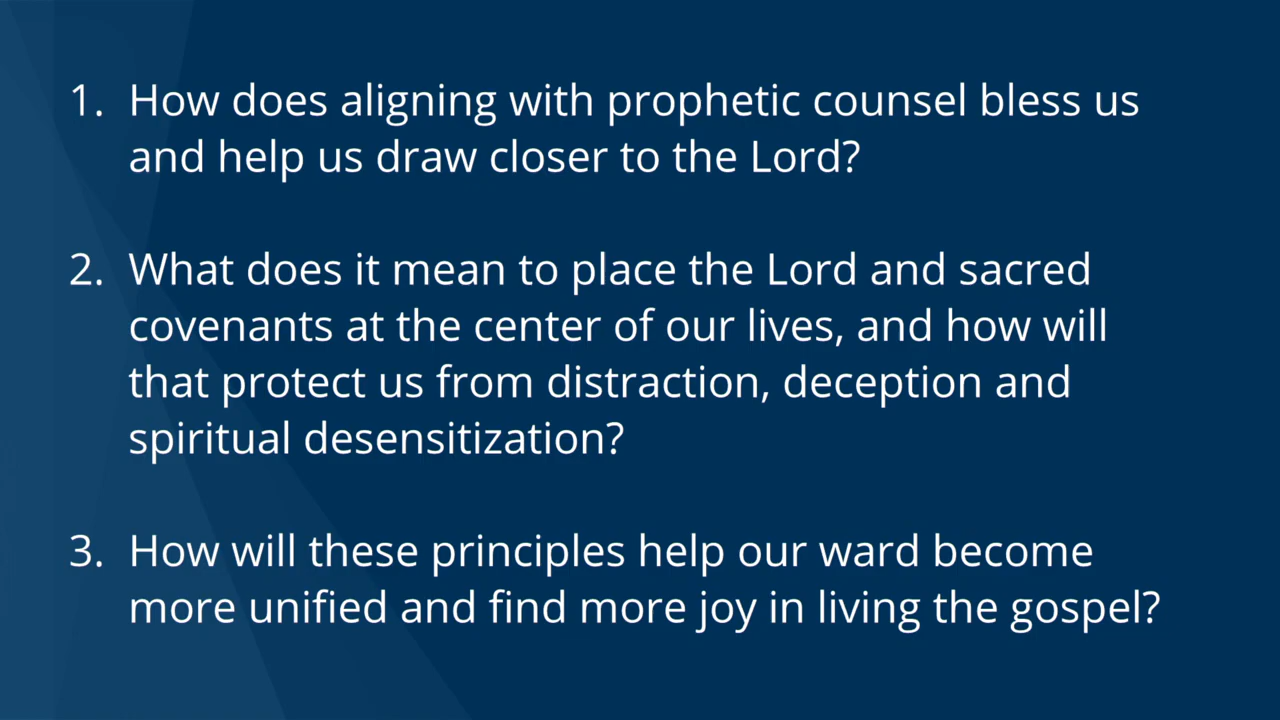 1. How does aligning with prophetic counsel bless us
and help us draw closer to the Lord?
2. What does it mean to place the Lord and sacred
covenants at the center of our lives, and how will
that protect us from distraction, deception and
spiritual desensitization?
3. How will these principles help our ward become
more unified and find more joy in living the gospel?